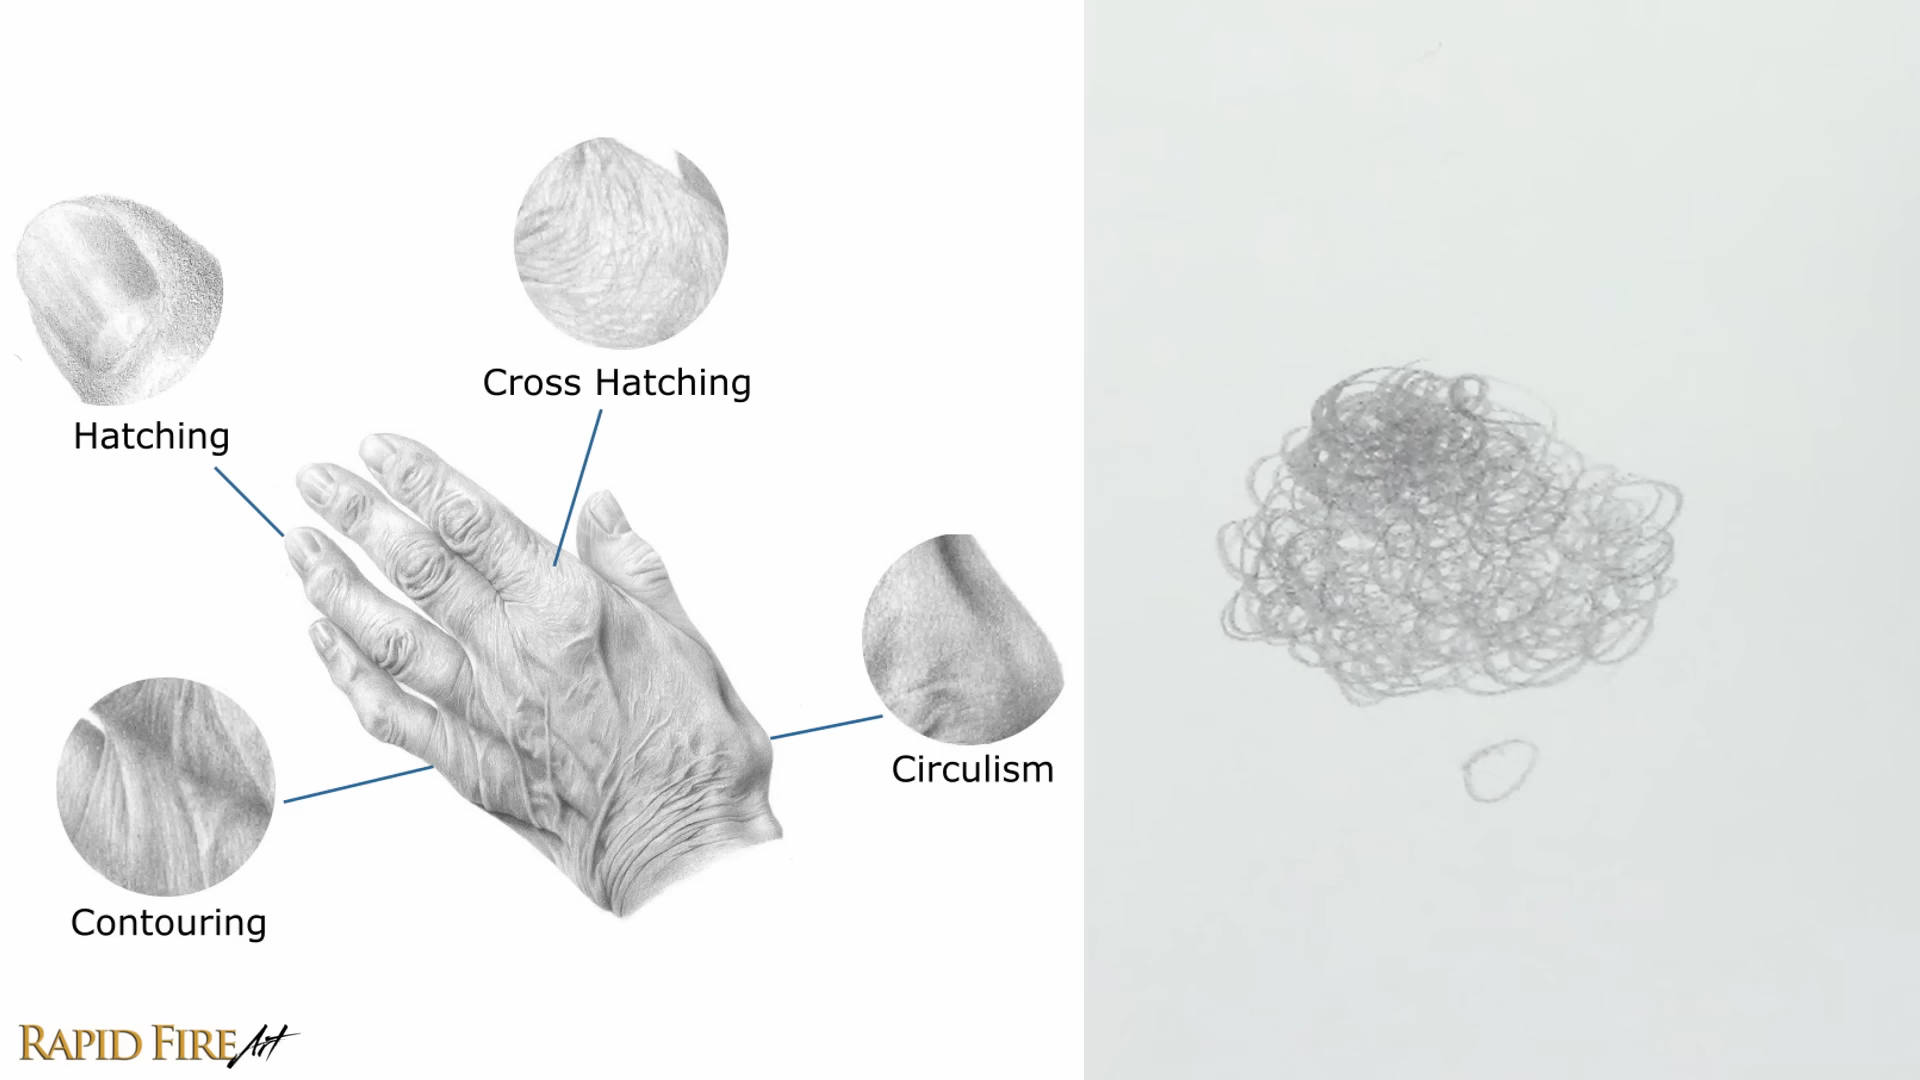 Cross Hatching
Hatching
Circulism
Contouring
RAPID FIRE Art